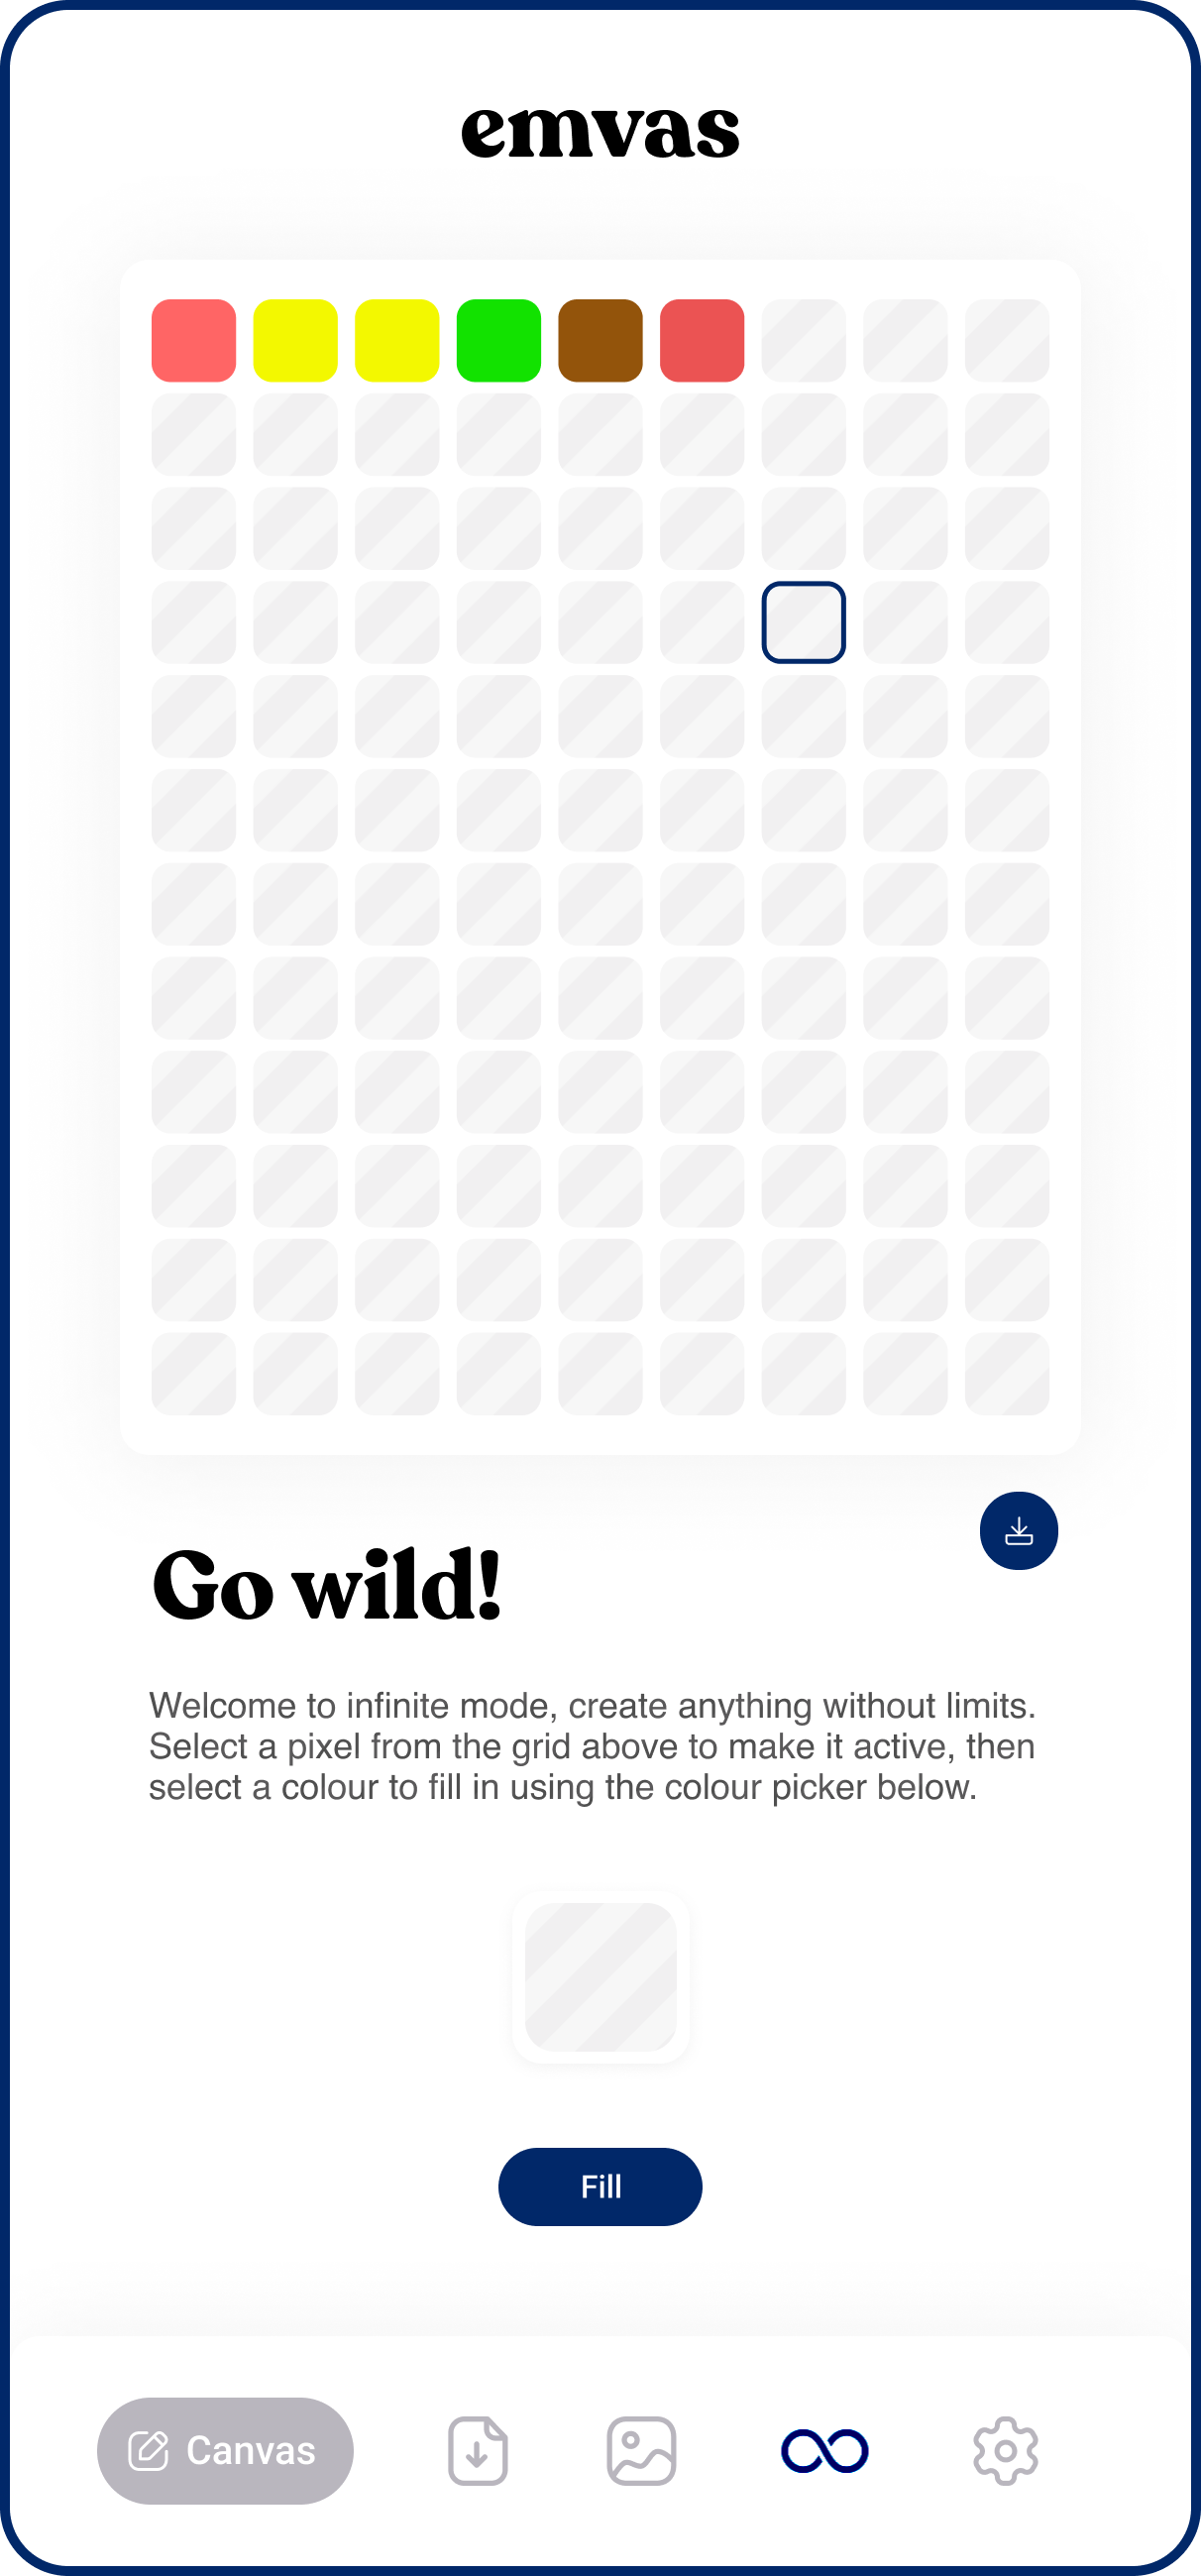 emvas
Go wild!
Welcome to infinite mode, create anything without limits.
Select a pixel from the grid above to make it active, then
select a colour to fill in using the colour picker below.
Fill
Canvas